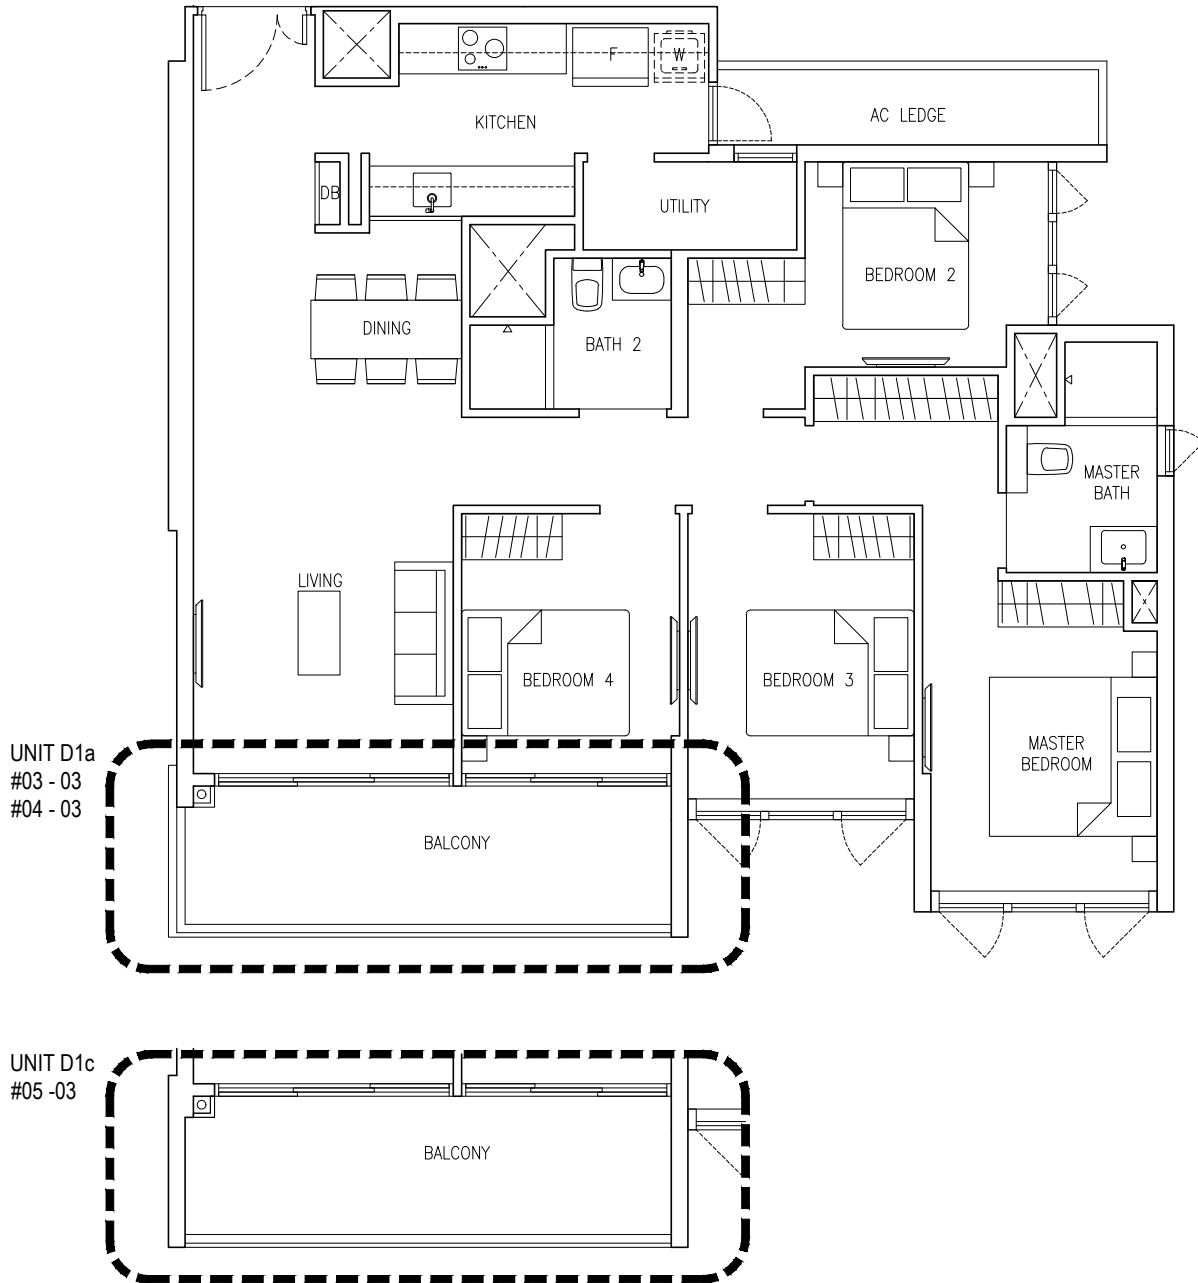 F
W
KITCHEN
AC LEDGE
DB
UTILITY
BEDROOM 2
DINING
BATH 2
MASTER
BATH
LIVING
BEDROOM 4
BEDROOM 3
MASTER
BEDROOM
UNIT D1a
#03 - 03
#04 - 03
BALCONY
UNIT D1c
#05 -03
BALCONY